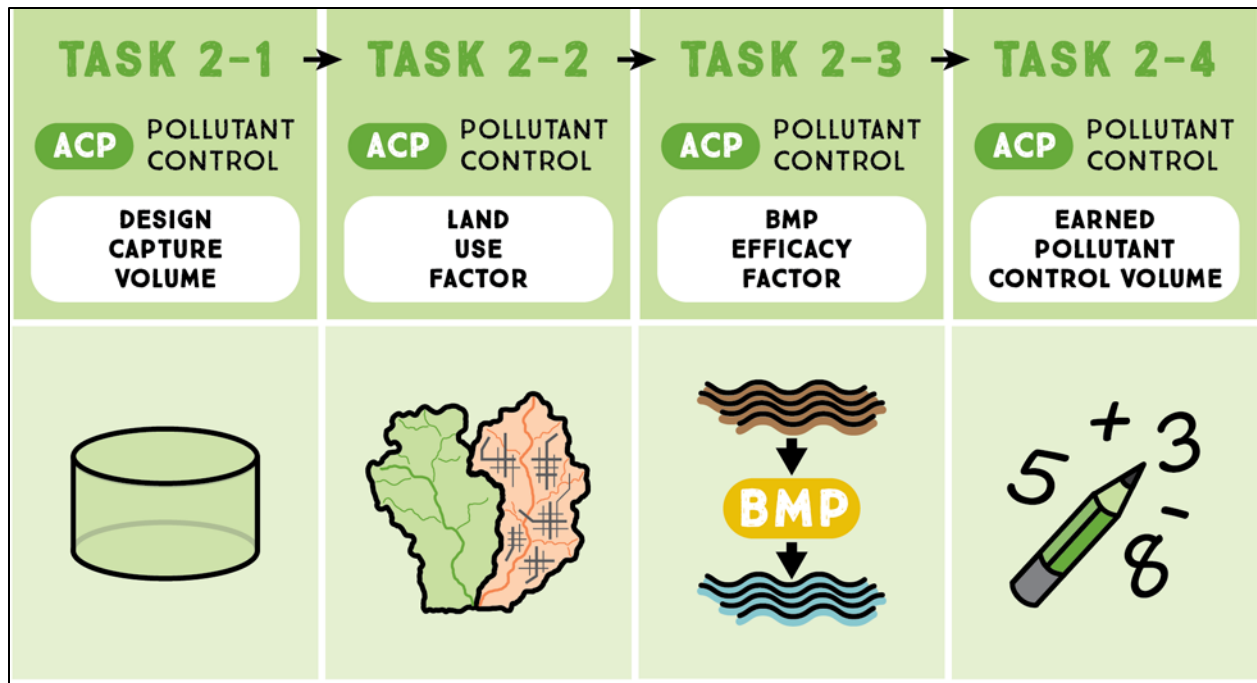 TASK 2-1
ACP
POLLUTANT
CONTROL
DESIGN
CAPTURE
VOLUME
TASK 2-2
ACP
POLLUTANT
CONTROL
LAND
USE
FACTOR
TASK 2-3
ACP
POLLUTANT
CONTROL
BMP
EFFICACY
FACTOR
BMP
TASK 2-4
ACP
POLLUTANT
CONTROL
EARNED
POLLUTANT
CONTROL VOLUME
5 + 3
- 8